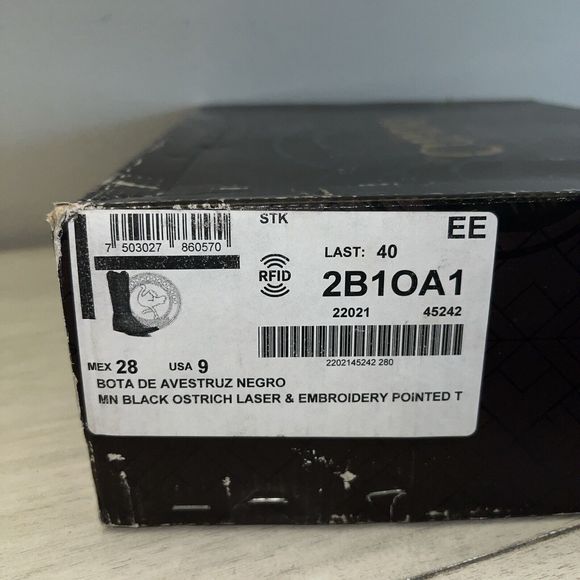 STK
EE
7 503027 860570
RFID
LAST: 40
2B1OA1
22021 45242
2202145242 280
MEX 28 USA 9
BOTA DE AVESTRUZ NEGRO
MN BLACK OSTRICH LASER & EMBROIDERY POINTED T